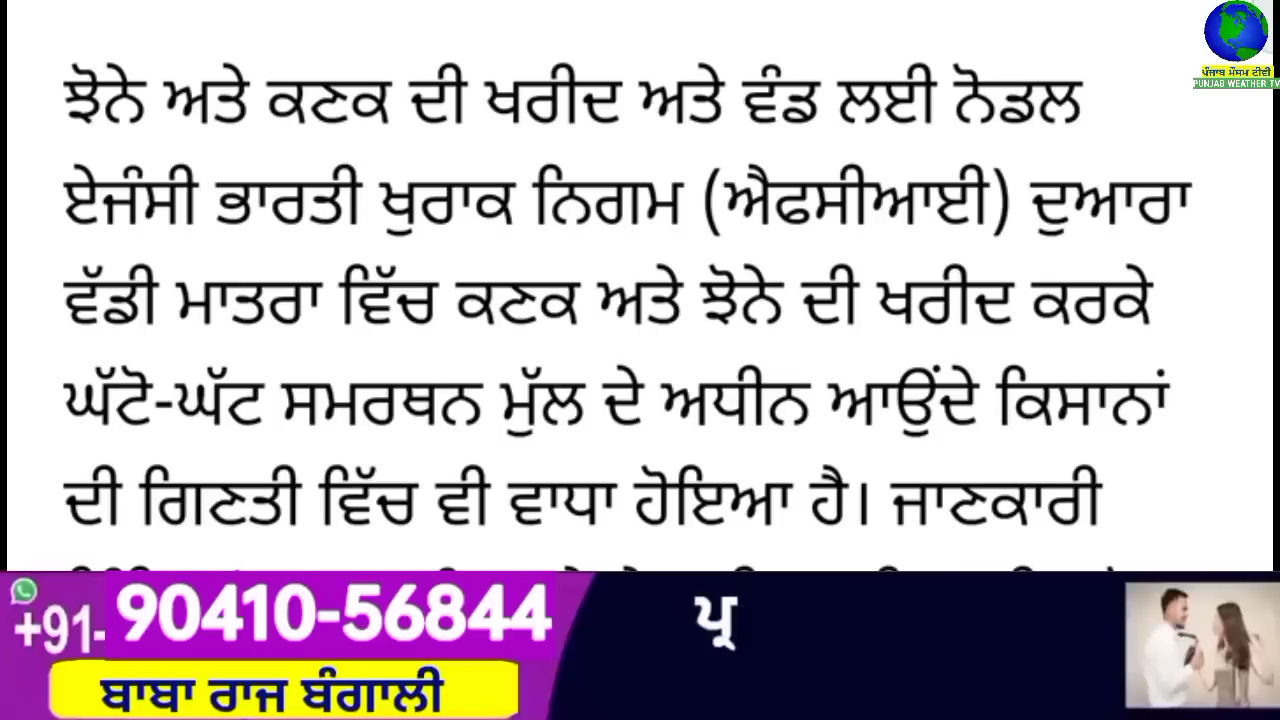 ਪੰਜਾਬ ਮੌਸਮ ਟੀਵੀ
PUNJAB WEATHER TV
ਝੋਨੇ ਅਤੇ ਕਣਕ ਦੀ ਖਰੀਦ ਅਤੇ ਵੰਡ ਲਈ ਨੋਡਲ
ਏਜੰਸੀ ਭਾਰਤੀ ਖੁਰਾਕ ਨਿਗਮ (ਐਫਸੀਆਈ) ਦੁਆਰਾ
ਵੱਡੀ ਮਾਤਰਾ ਵਿੱਚ ਕਣਕ ਅਤੇ ਝੋਨੇ ਦੀ ਖਰੀਦ ਕਰਕੇ
ਘੱਟੋ-ਘੱਟ ਸਮਰਥਨ ਮੁੱਲ ਦੇ ਅਧੀਨ ਆਉਂਦੇ ਕਿਸਾਨਾਂ
ਦੀ ਗਿਣਤੀ ਵਿੱਚ ਵੀ ਵਾਧਾ ਹੋਇਆ ਹੈ। ਜਾਣਕਾਰੀ
+91- 90410-56844
ਬਾਬਾ ਰਾਜ ਬੰਗਾਲੀ
ਪ੍ਰ